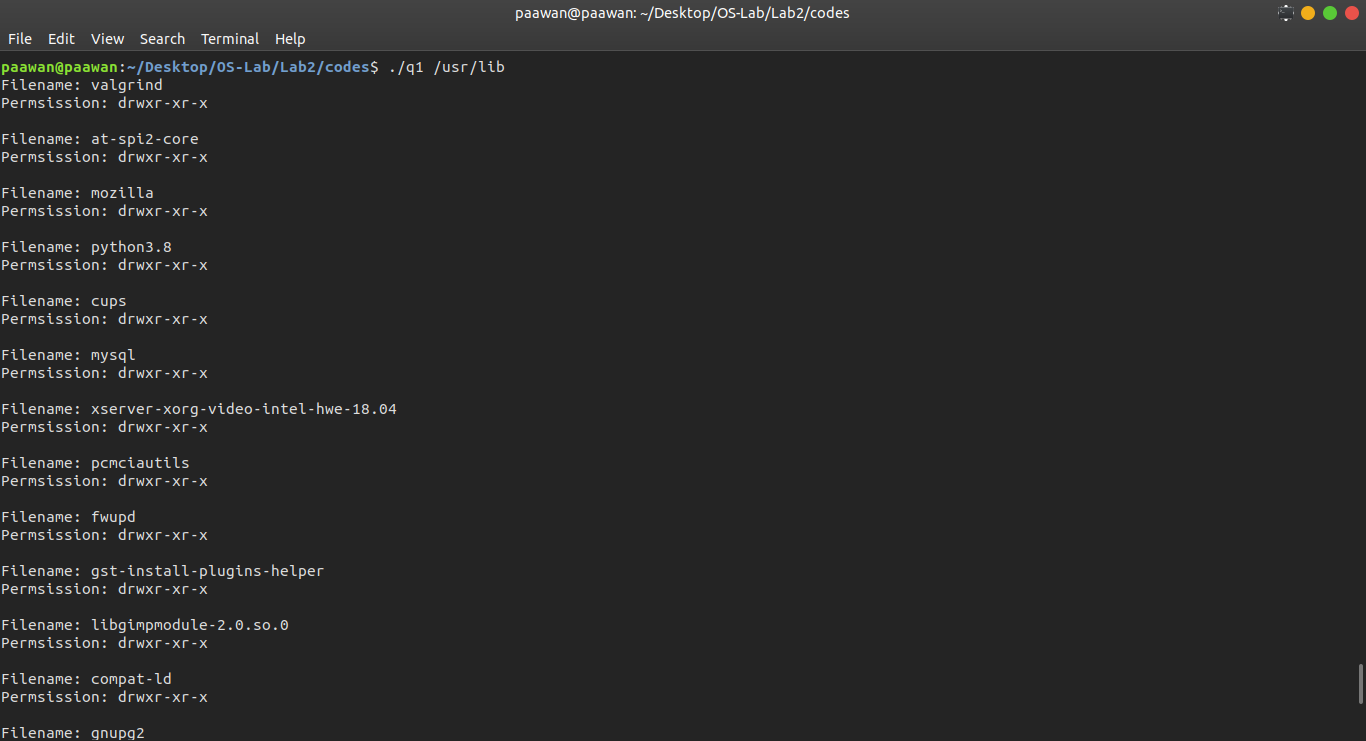 paawan@paawan: ~/Desktop/OS-Lab/Lab2/codes
File Edit View Search Terminal Help
paawan@paawan:~/Desktop/OS-Lab/Lab2/codes$ ./q1 /usr/lib
Filename: valgrind
Permsission: drwxr-xr-x
Filename: at-spi2-core
Permsission: drwxr-xr-x
Filename: mozilla
Permsission: drwxr-xr-x
Filename: python3.8
Permsission: drwxr-xr-x
Filename: cups
Permsission: drwxr-xr-x
Filename: mysql
Permsission: drwxr-xr-x
Filename: xserver-xorg-video-intel-hwe-18.04
Permsission: drwxr-xr-x
Filename: pcmciautils
Permsission: drwxr-xr-x
Filename: fwupd
Permsission: drwxr-xr-x
Filename: gst-install-plugins-helper
Permsission: drwxr-xr-x
Filename: libgimpmodule-2.0.so.0
Permsission: drwxr-xr-x
Filename: compat-ld
Permsission: drwxr-xr-x
Filename: gnupg2